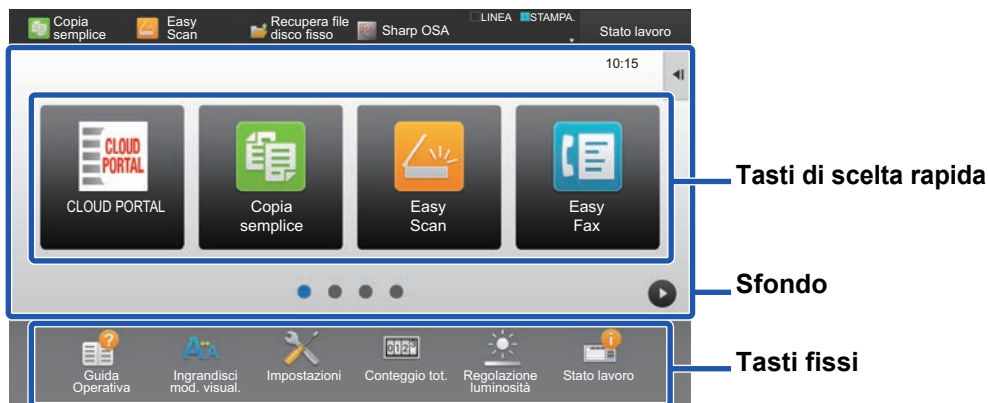 Copia
semplice
Easy
Scan
Recupera file
disco fisso
Sharp OSA
LINEA
STAMPA.
Stato lavoro
10:15
CLOUD
PORTAL
CLOUD PORTAL
Copia
semplice
Easy
Scan
Easy
Fax
Tasti di scelta rapida
Sfondo
Guida
Operativa
Ingrandisci
mod. visual.
Impostazioni
Conteggio tot.
Regolazione
luminosità
Stato lavoro
Tasti fissi